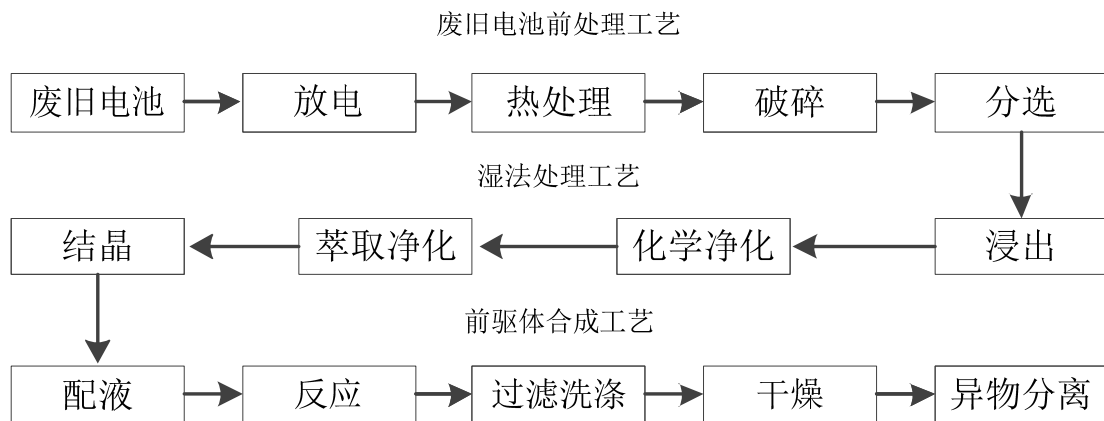 废旧电池前处理工艺
废旧电池 放电 热处理 破碎 分选
湿法处理工艺
结晶 萃取净化 化学净化 浸出
前驱体合成工艺
配液 反应 过滤洗涤 干燥 异物分离